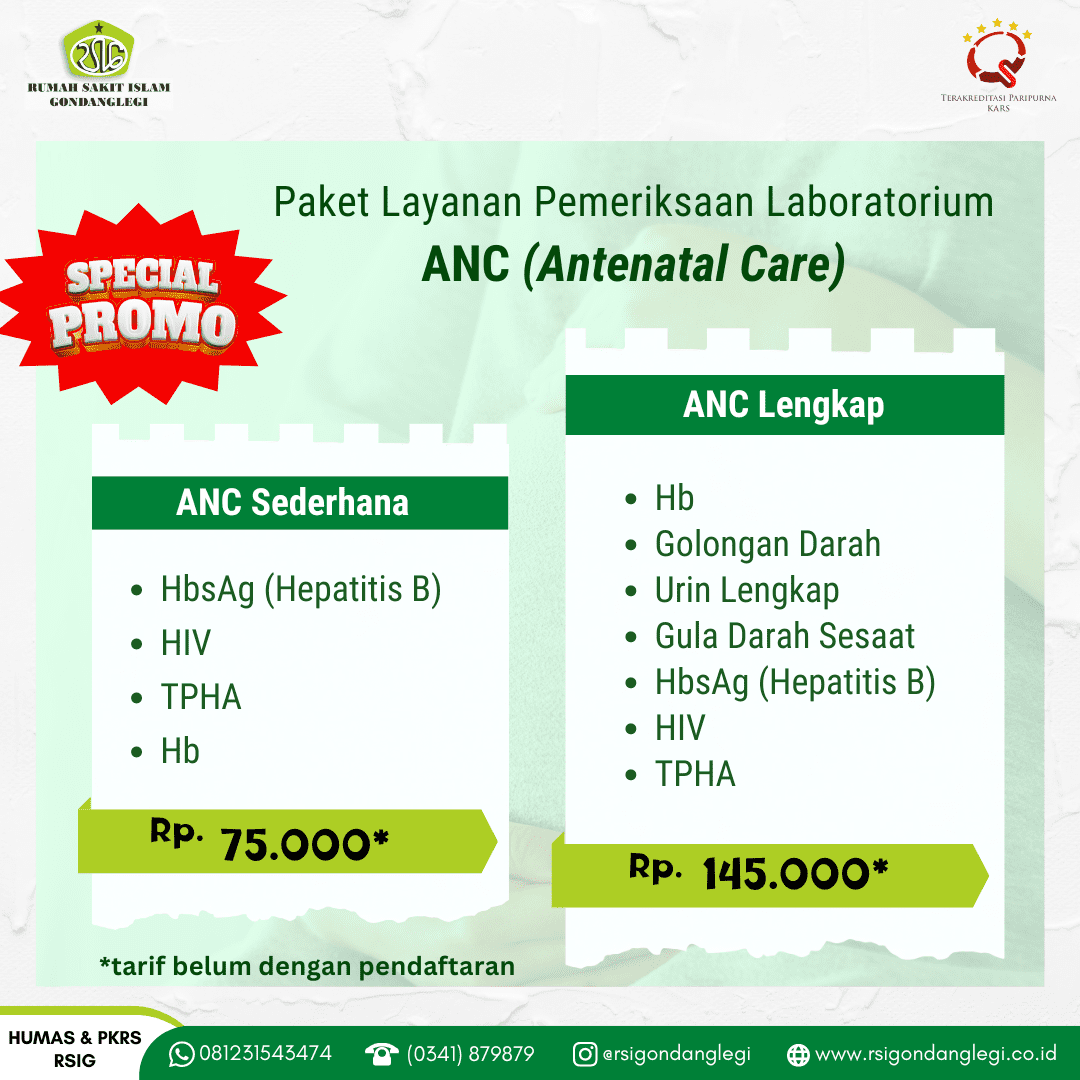 RUMAH SAKIT ISLAM
GONDANGLEGI
TERAKREDITASI PARIPURNA
KARS
Paket Layanan Pemeriksaan Laboratorium
ANC (Antenatal Care)
SPECIAL
PROMO
ANC Sederhana
• HbsAg (Hepatitis B)
• HIV
• TPHA
• Hb
Rp. 75.000*
ANC Lengkap
• Hb
• Golongan Darah
• Urin Lengkap
• Gula Darah Sesaat
• HbsAg (Hepatitis B)
• HIV
• TPHA
Rp. 145.000*
*tarif belum dengan pendaftaran
HUMAS & PKRS
RSIG
081231543474
(0341) 879879
@rsigondanglegi
www.rsigondanglegi.co.id